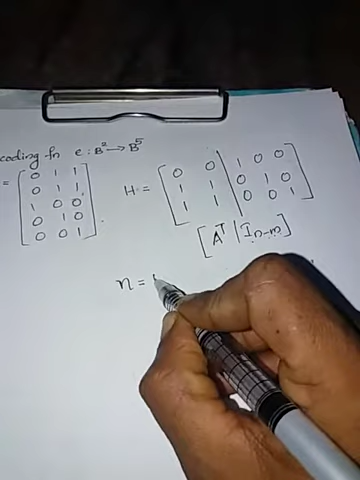 coding fn e : B² → B⁵
= [ 0 1 1
0 1 1
1 0 0
0 1 0
0 0 1 ]
H = [ 0 0 | 1 0 0
1 1 | 0 1 0
1 1 | 0 0 1 ]
[ Aᵀ | Iₙ₋ₘ ]
n =